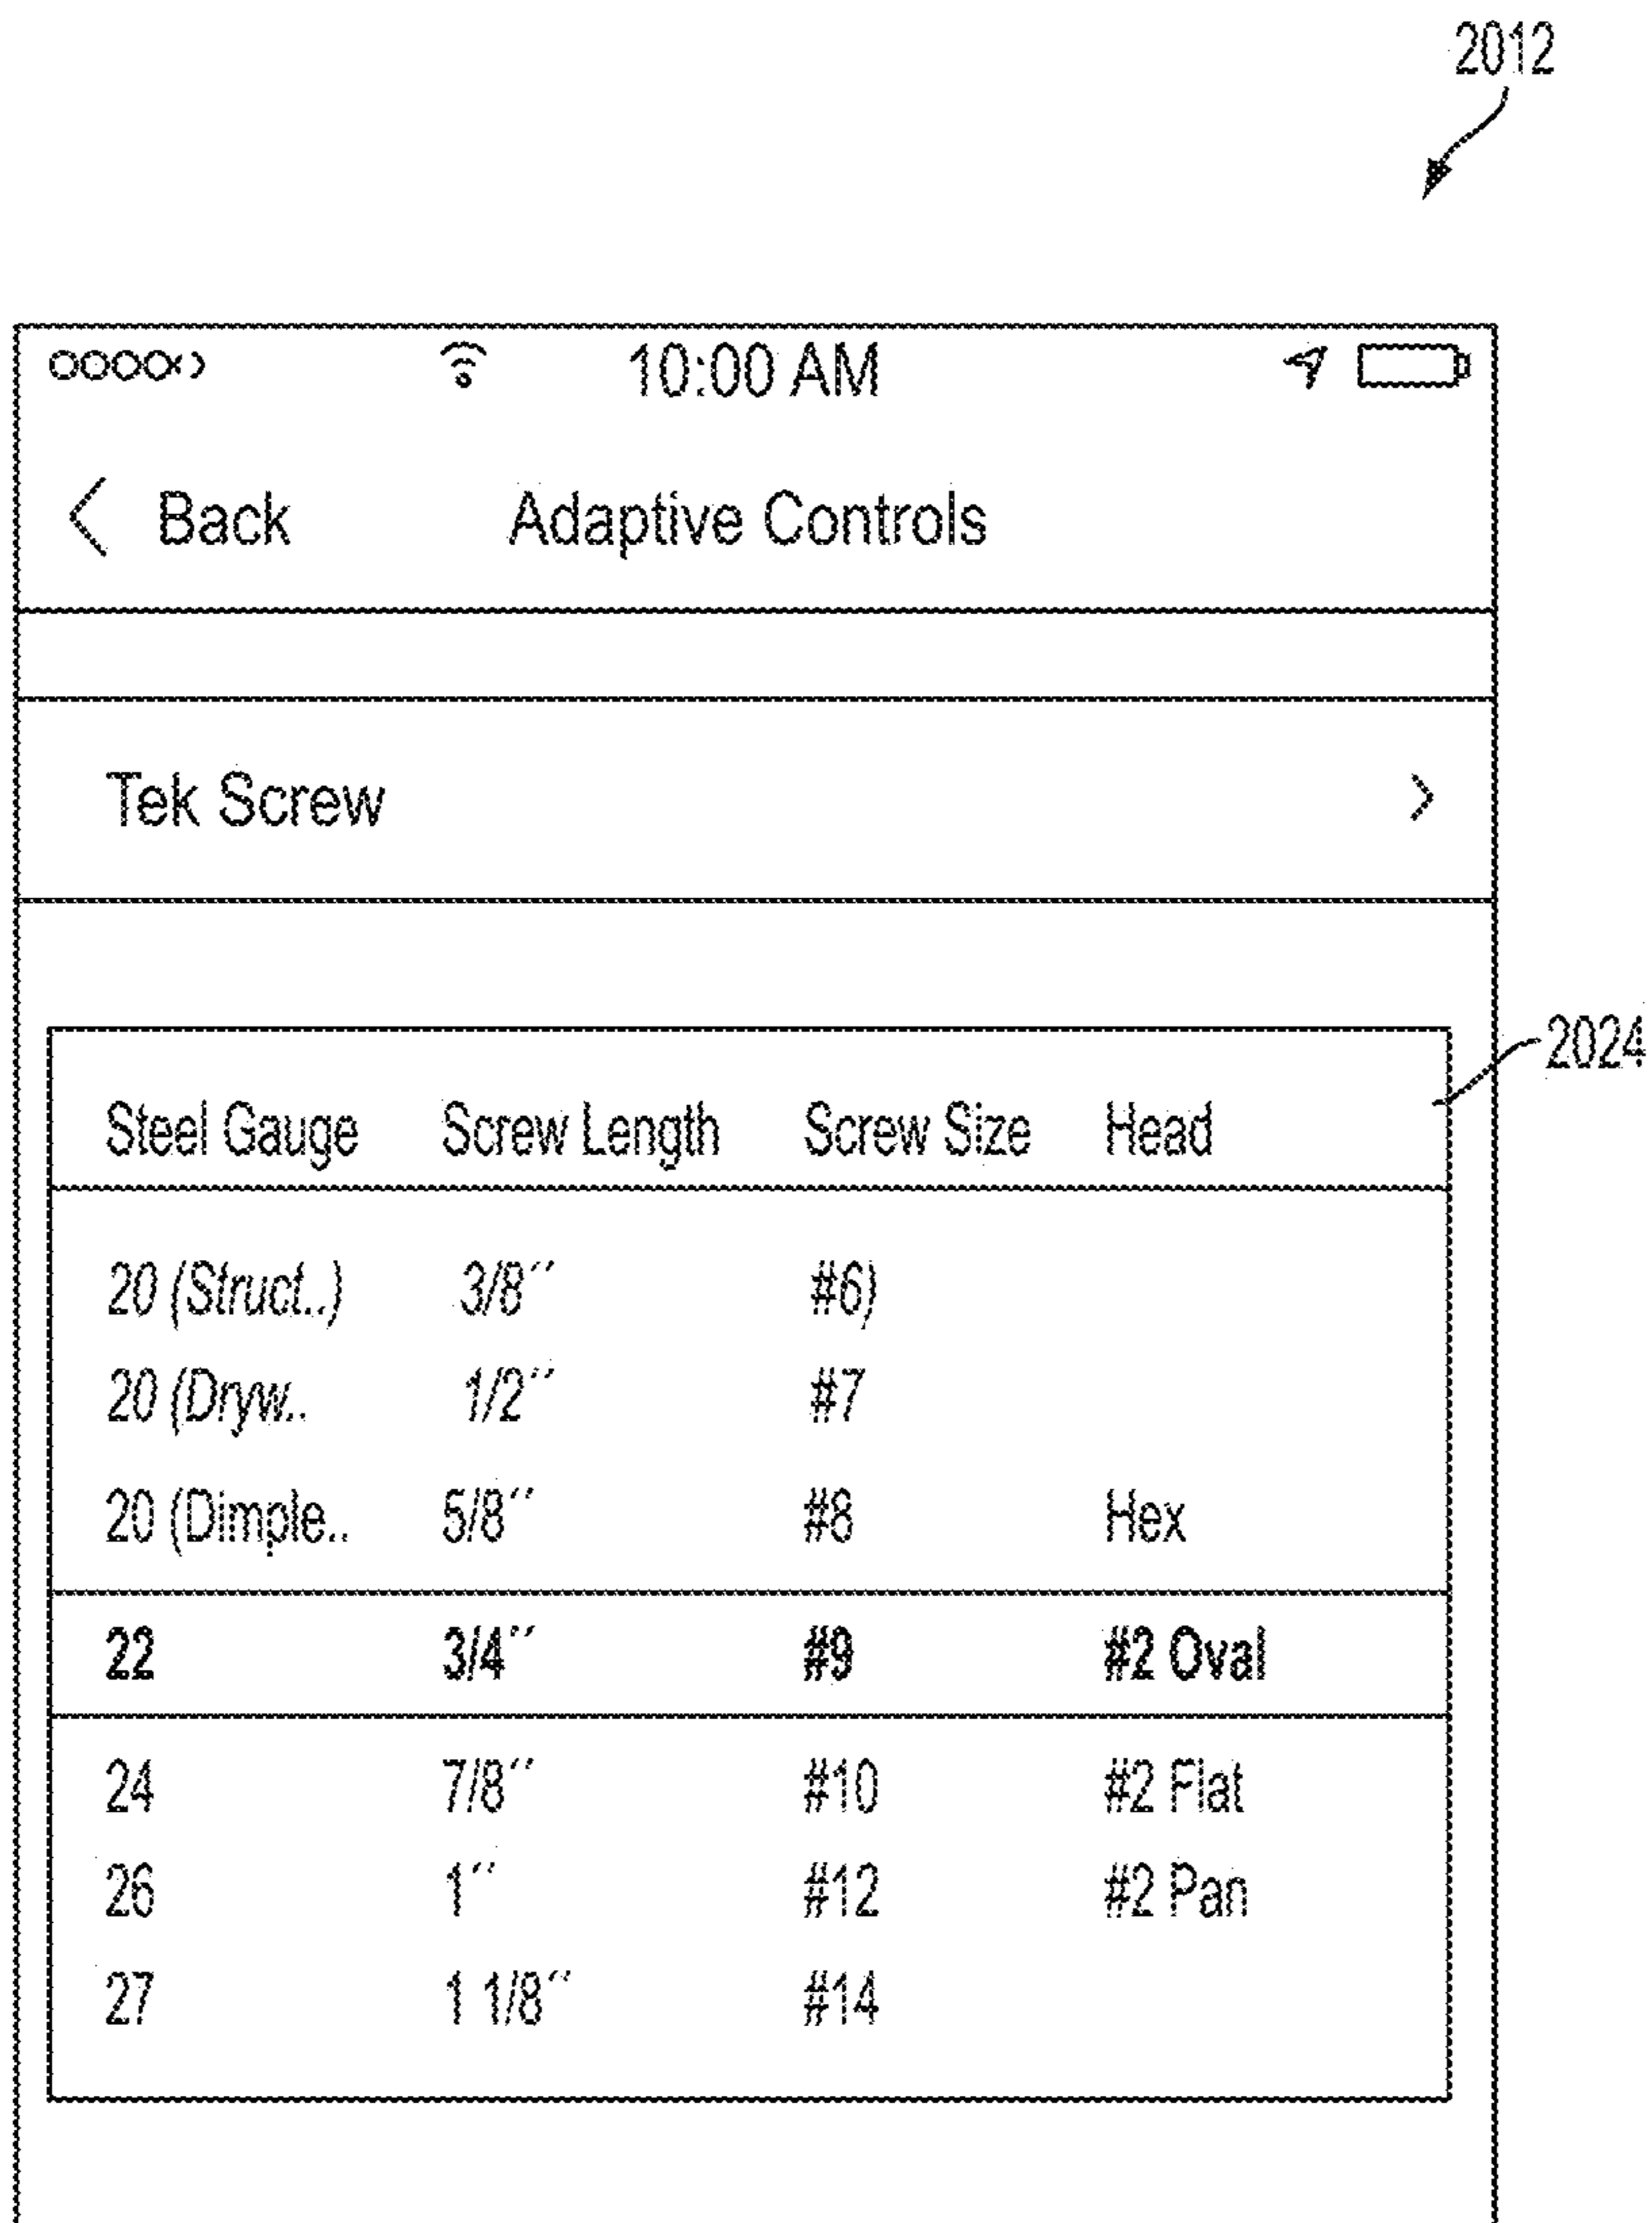 2012
10:00 AM
Back Adaptive Controls
Tek Screw >
2024
Steel Gauge Screw Length Screw Size Head
20 (Struct..) 3/8´´ #6)
20 (Dryw.. 1/2´´ #7
20 (Dimple.. 5/8´´ #8 Hex
22 3/4´´ #9 #2 Oval
24 7/8´´ #10 #2 Flat
26 1´´ #12 #2 Pan
27 1 1/8´´ #14